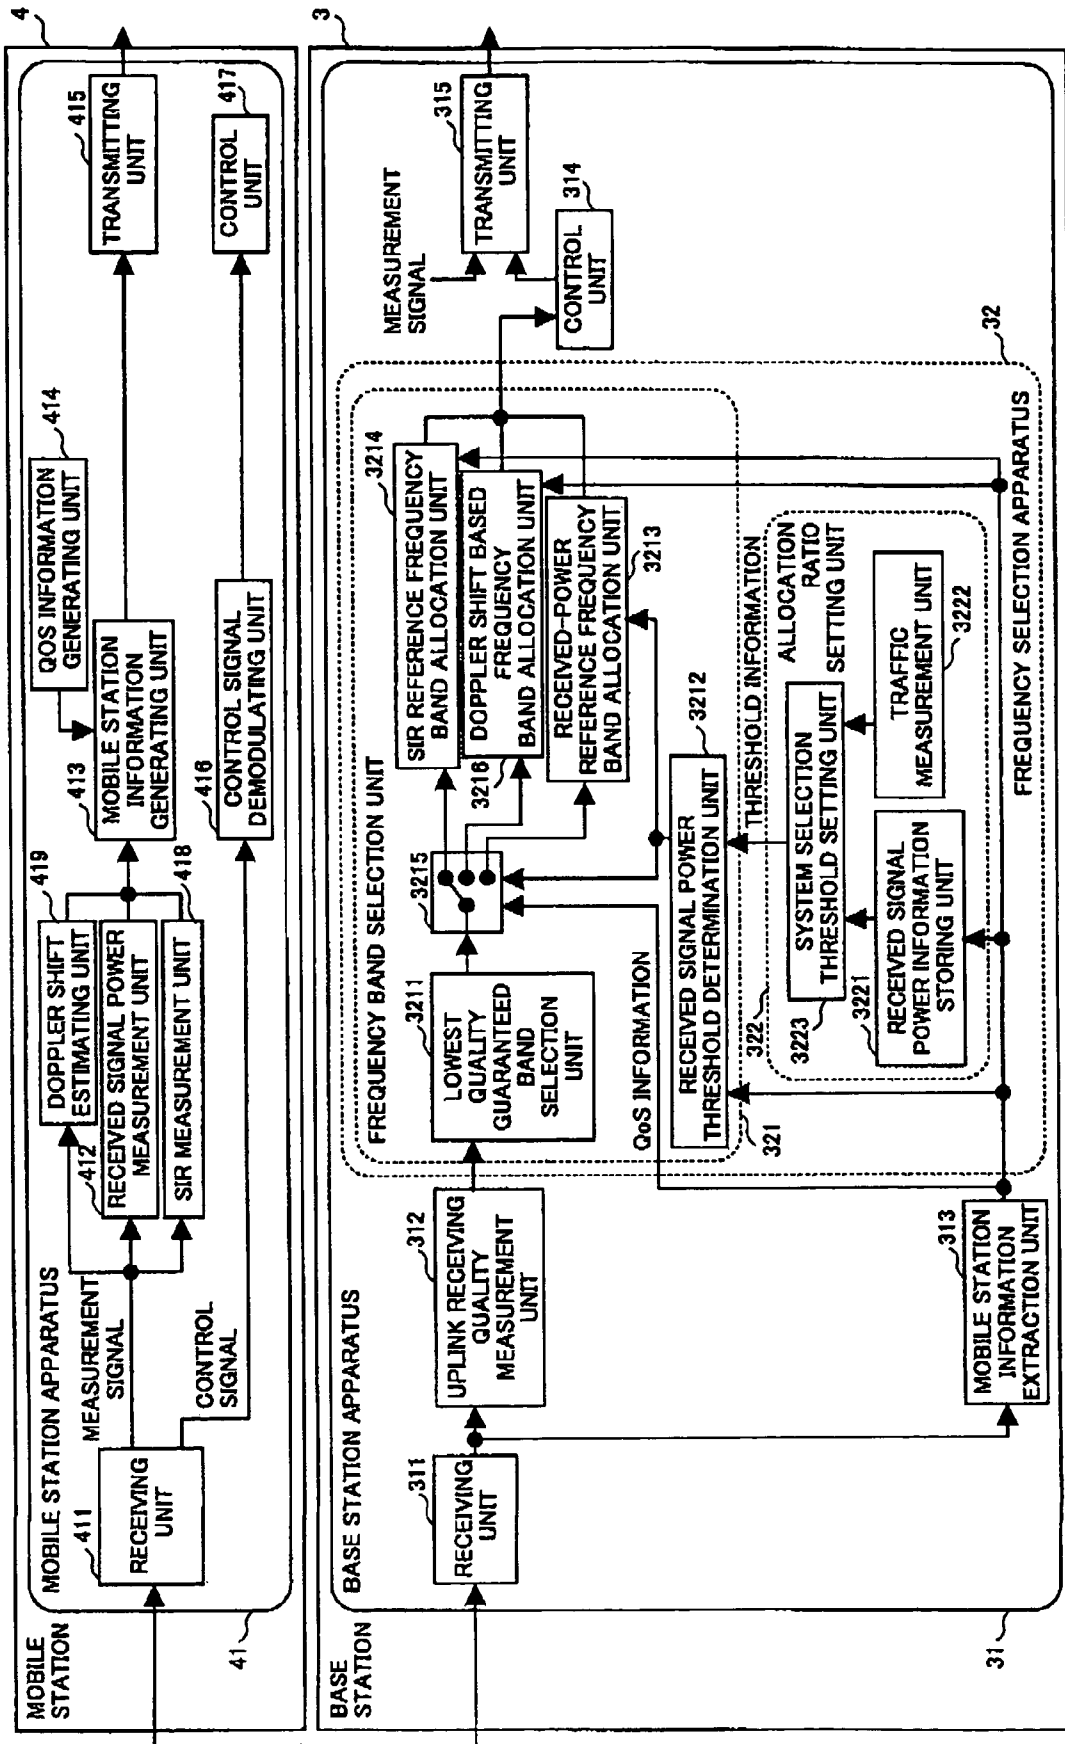 MOBILE
STATION
4
MOBILE STATION APPARATUS
41
411
RECEIVING
UNIT
MEASUREMENT
SIGNAL
CONTROL
SIGNAL
419
DOPPLER SHIFT
ESTIMATING UNIT
412
RECEIVED SIGNAL POWER
MEASUREMENT UNIT
418
SIR MEASUREMENT UNIT
413
MOBILE STATION
INFORMATION
GENERATING UNIT
414
QOS INFORMATION
GENERATING UNIT
416
CONTROL SIGNAL
DEMODULATING UNIT
415
TRANSMITTING
UNIT
417
CONTROL
UNIT
BASE
STATION
3
BASE STATION APPARATUS
31
311
RECEIVING
UNIT
312
UPLINK RECEIVING
QUALITY
MEASUREMENT
UNIT
313
MOBILE STATION
INFORMATION
EXTRACTION UNIT
FREQUENCY BAND SELECTION UNIT
321
3211
LOWEST
QUALITY
GUARANTEED
BAND
SELECTION
UNIT
3215
3214
SIR REFERENCE FREQUENCY
BAND ALLOCATION UNIT
3216
DOPPLER SHIFT BASED
FREQUENCY
BAND ALLOCATION UNIT
RECEIVED-POWER
REFERENCE FREQUENCY
BAND ALLOCATION UNIT
3213
QoS INFORMATION
RECEIVED SIGNAL POWER
THRESHOLD DETERMINATION UNIT
3212
THRESHOLD INFORMATION
322
ALLOCATION
RATIO
SETTING UNIT
SYSTEM SELECTION
THRESHOLD SETTING UNIT
3223
3221
RECEIVED SIGNAL
POWER INFORMATION
STORING UNIT
TRAFFIC
MEASUREMENT UNIT
3222
FREQUENCY SELECTION APPARATUS
32
MEASUREMENT
SIGNAL
315
TRANSMITTING
UNIT
314
CONTROL
UNIT